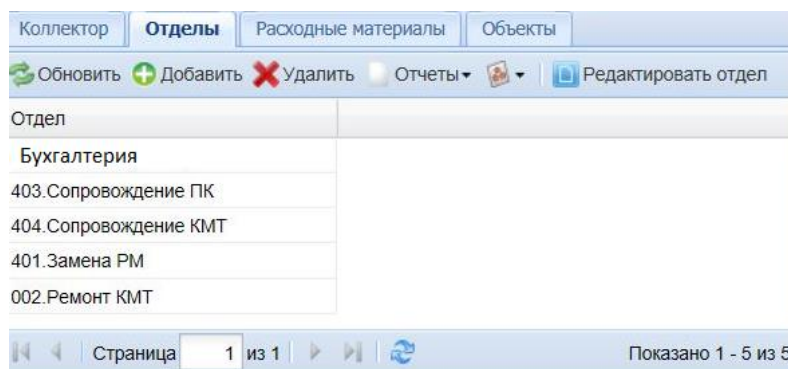 Коллектор Отделы Расходные материалы Объекты
Обновить Добавить Удалить Отчеты Редактировать отдел
Отдел
Бухгалтерия
403.Сопровождение ПК
404.Сопровождение КМТ
401.Замена РМ
002.Ремонт КМТ
Страница 1 из 1 Показано 1 - 5 из 5